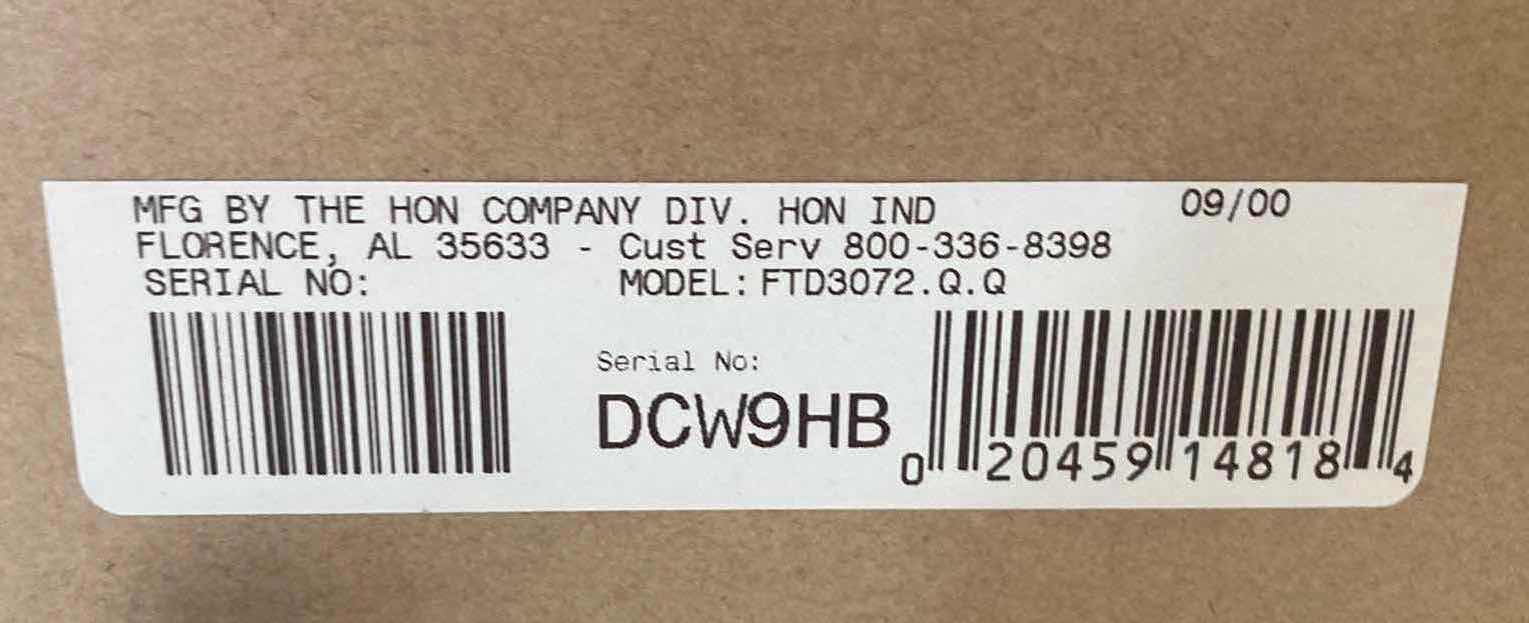 MFG BY THE HON COMPANY DIV. HON IND 09/00
FLORENCE, AL 35633 - Cust Serv 800-336-8398
SERIAL NO: MODEL: FTD3072.Q.Q
Serial No:
DCW9HB
0 20459 14818 4